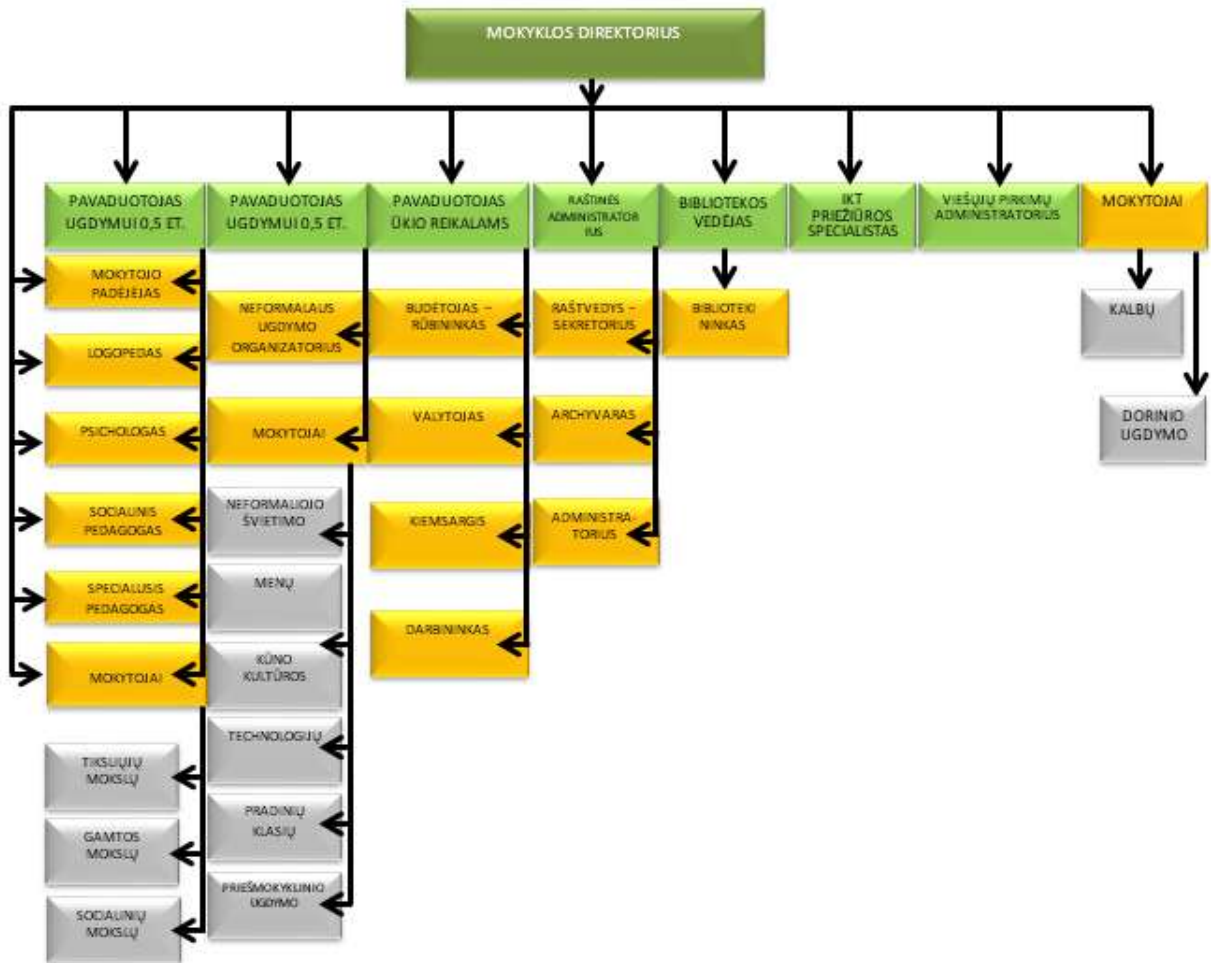 MOKYKLOS DIREKTORIUS
PAVADUOTOJAS
UGDYMUI 0,5 ET.
PAVADUOTOJAS
UGDYMUI 0,5 ET.
PAVADUOTOJAS
ŪKIO REIKALAMS
RAŠTINĖS
ADMINISTRATOR
IUS
BIBLIOTEKOS
VEDĖJAS
IKT
PRIEŽIŪROS
SPECIALISTAS
VIEŠŲJŲ PIRKIMŲ
ADMINISTRATORIUS
MOKYTOJAI
MOKYTOJO
PADĖJĖJAS
LOGOPEDAS
PSICHOLOGAS
SOCIALINIS
PEDAGOGAS
SPECIALUSIS
PEDAGOGAS
MOKYTOJAI
TIKSLIŲJŲ
MOKSLŲ
GAMTOS
MOKSLŲ
SOCIALINIŲ
MOKSLŲ
NEFORMALAUS
UGDYMO
ORGANIZATORIUS
MOKYTOJAI
NEFORMALIOJO
ŠVIETIMO
MENŲ
KŪNO
KULTŪROS
TECHNOLOGIJŲ
PRADINIŲ
KLASIŲ
PRIEŠMOKYKLINIO
UGDYMO
BUDĖTOJAS –
RŪBININKAS
VALYTOJAS
KIEMSARGIS
DARBININKAS
RAŠTVEDYS –
SEKRETORIUS
ARCHYVARAS
ADMINISTRA-
TORIUS
BIBLIOTEKI
NINKAS
KALBŲ
DORINIO
UGDYMO